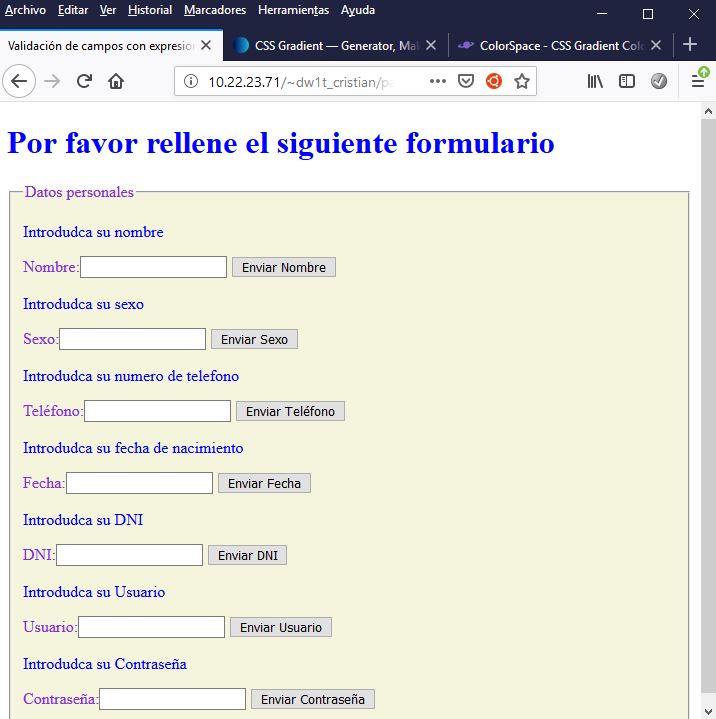 Archivo Editar Ver Historial Marcadores Herramientas Ayuda
Validación de campos con expresio
CSS Gradient — Generator, Ma
ColorSpace - CSS Gradient Col
10.22.23.71/~dw1t_cristian/pa
Por favor rellene el siguiente formulario
Datos personales
Introdudca su nombre
Nombre: Enviar Nombre
Introdudca su sexo
Sexo: Enviar Sexo
Introdudca su numero de telefono
Teléfono: Enviar Teléfono
Introdudca su fecha de nacimiento
Fecha: Enviar Fecha
Introdudca su DNI
DNI: Enviar DNI
Introdudca su Usuario
Usuario: Enviar Usuario
Introdudca su Contraseña
Contraseña: Enviar Contraseña